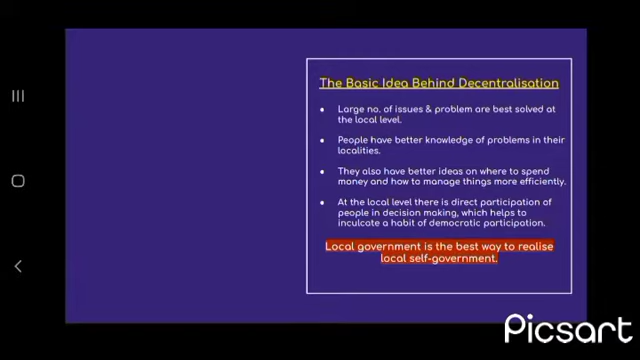 The Basic Idea Behind Decentralisation
● Large no. of issues & problem are best solved at
the local level.
● People have better knowledge of problems in their
localities.
● They also have better ideas on where to spend
money and how to manage things more efficiently.
● At the local level there is direct participation of
people in decision making, which helps to
inculcate a habit of democratic participation.
Local government is the best way to realise
local self-government.
Picsart